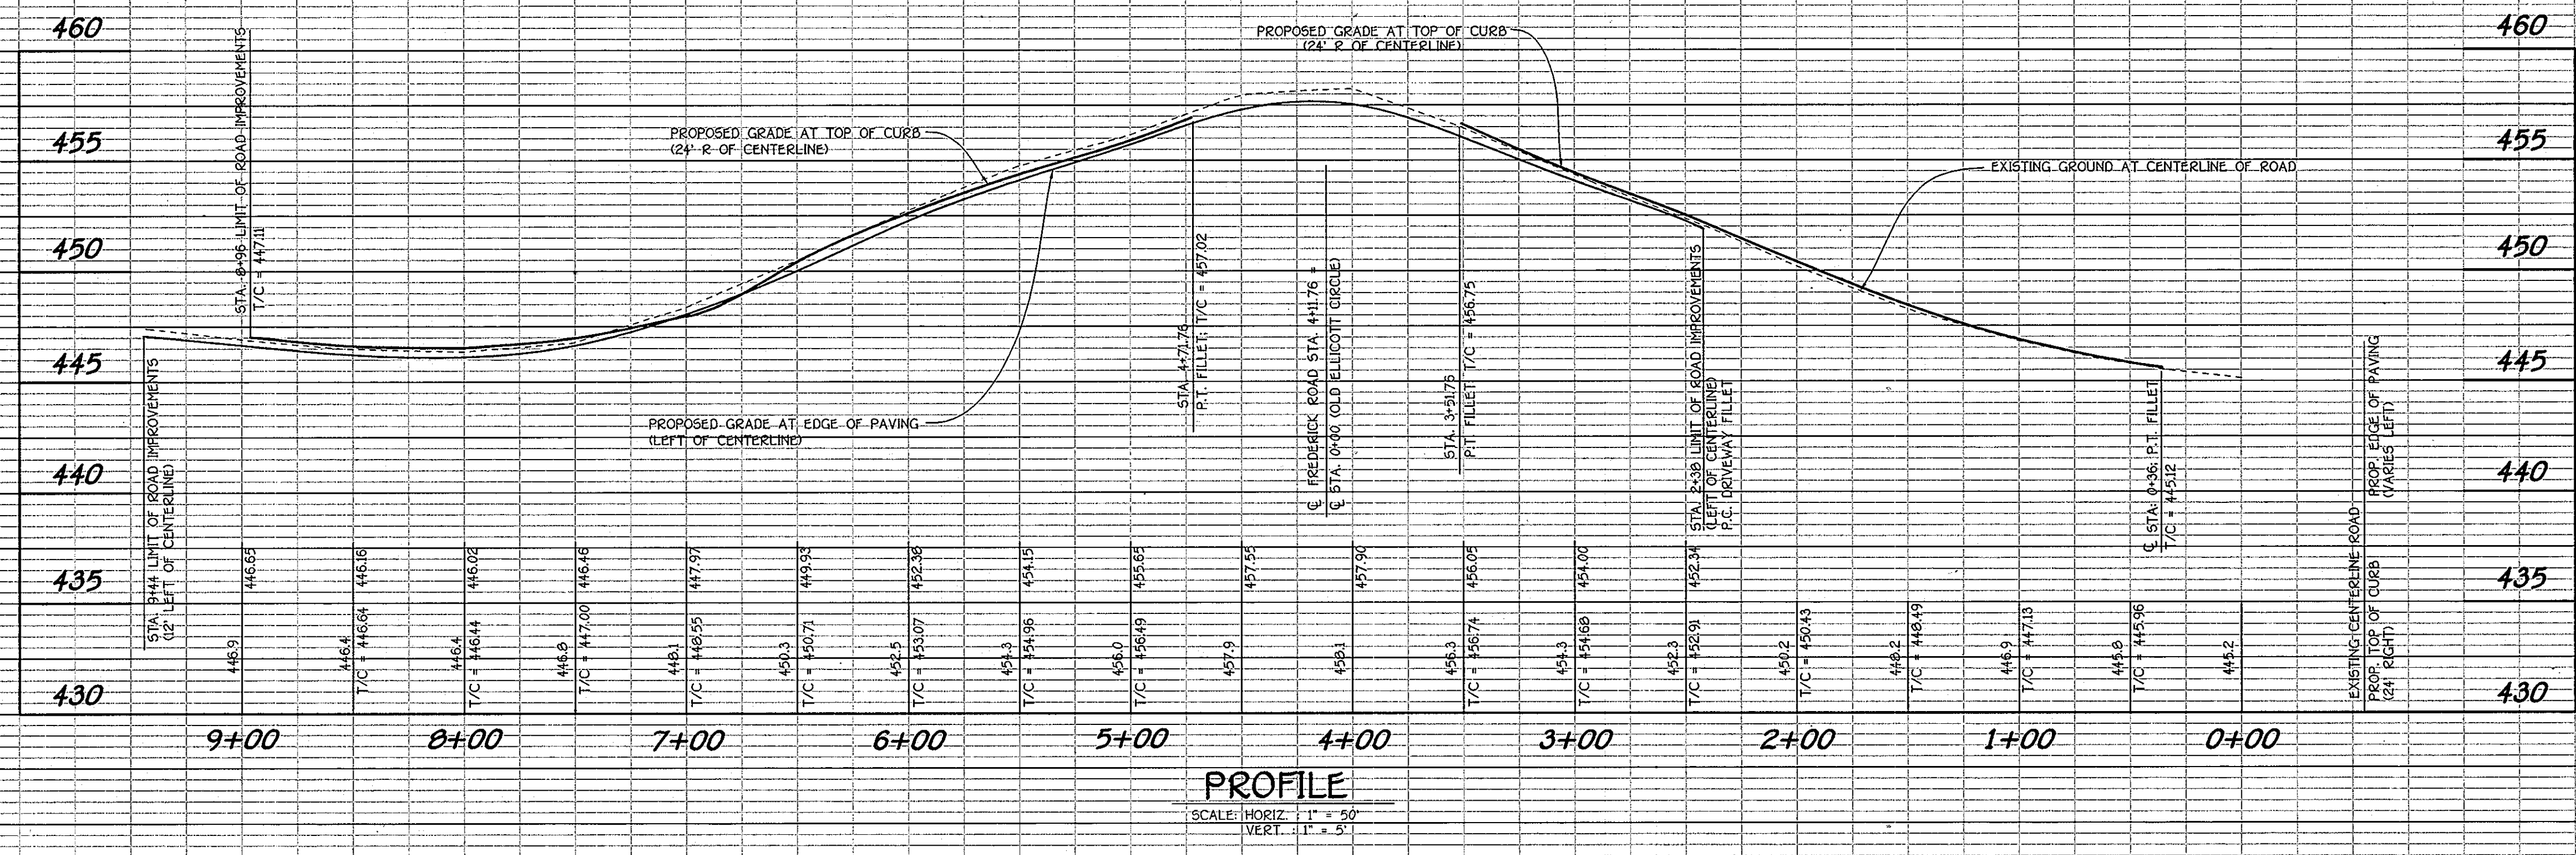 460
460
PROPOSED GRADE AT TOP OF CURB
(24' R OF CENTERLINE)
STA. 8+96 LIMIT OF ROAD IMPROVEMENTS
T/C = 447.11
PROPOSED GRADE AT TOP OF CURB
(24' R OF CENTERLINE)
455
455
EXISTING GROUND AT CENTERLINE OF ROAD
450
450
STA. 4+71.76
P.T. FILLET; T/C = 457.02
℄ FREDERICK ROAD STA. 4+11.76 =
℄ STA. 0+00 (OLD ELLICOTT CIRCLE)
STA. 3+51.75
P.T. FILLET T/C = 456.75
STA. 2+38 LIMIT OF ROAD IMPROVEMENTS
(LEFT OF CENTERLINE)
P.C. DRIVEWAY FILLET
445
445
STA. 9+44 LIMIT OF ROAD IMPROVEMENTS
(12' LEFT OF CENTERLINE)
PROPOSED GRADE AT EDGE OF PAVING
(LEFT OF CENTERLINE)
℄ STA: 0+36; P.T. FILLET
T/C = 445.12
PROP. EDGE OF PAVING
(VARIES LEFT)
440
440
446.65
446.16
446.02
446.46
447.97
449.93
452.38
454.15
455.65
457.55
457.90
456.05
454.00
452.34
435
435
446.9
446.4
T/C = 446.64
446.4
T/C = 446.44
446.8
T/C = 447.00
448.1
T/C = 448.55
450.3
T/C = 450.71
452.5
T/C = 453.07
454.3
T/C = 454.96
456.0
T/C = 456.49
457.9
458.1
456.3
T/C = 456.74
454.3
T/C = 454.68
452.3
T/C = 452.91
450.2
T/C = 450.43
448.2
T/C = 448.49
446.9
T/C = 447.13
445.8
T/C = 445.96
445.2
EXISTING CENTERLINE ROAD
PROP. TOP OF CURB
(24' RIGHT)
430
430
9+00 8+00 7+00 6+00 5+00 4+00 3+00 2+00 1+00 0+00
PROFILE
SCALE: HORIZ. : 1" = 50'
VERT. : 1" = 5'